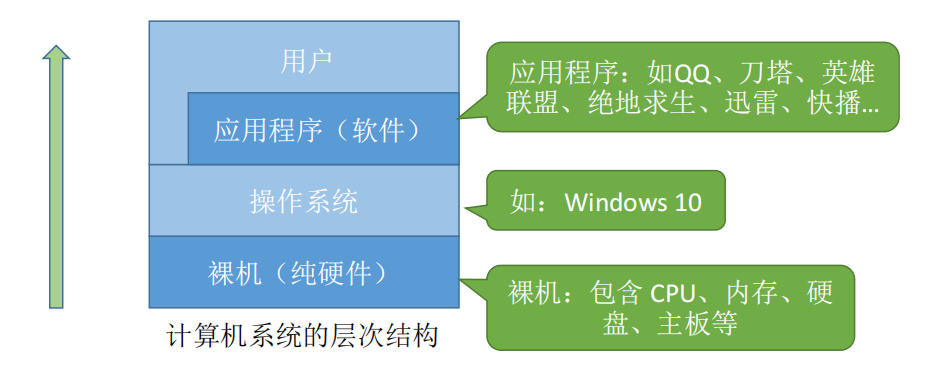 用户
应用程序（软件）
操作系统
裸机（纯硬件）
计算机系统的层次结构
应用程序：如QQ、刀塔、英雄
联盟、绝地求生、迅雷、快播…
如：Windows 10
裸机：包含 CPU、内存、硬
盘、主板等